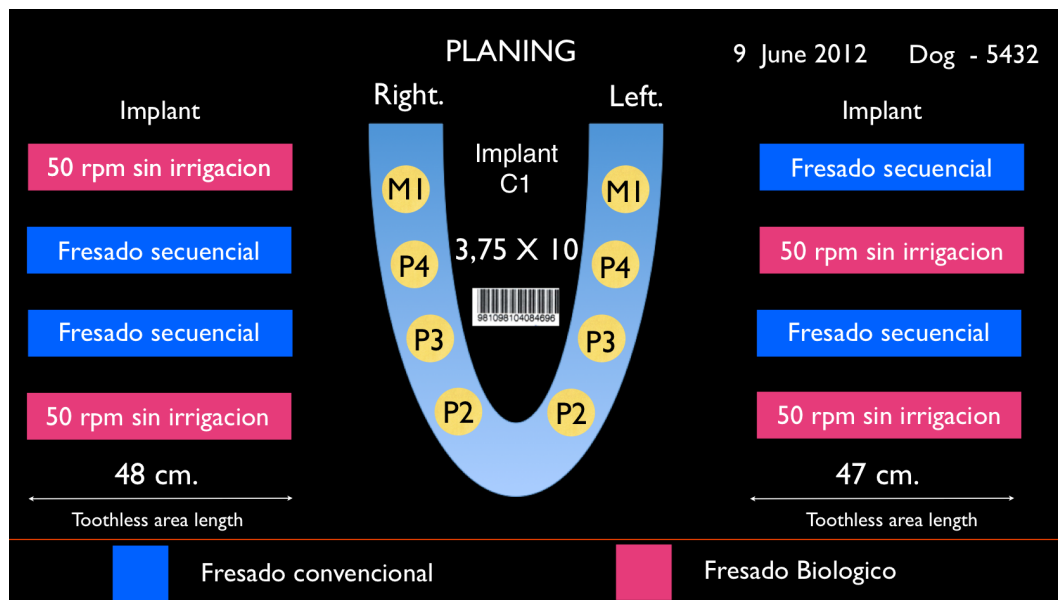 PLANING
9 June 2012 Dog - 5432
Right. Left.
Implant
50 rpm sin irrigacion
Fresado secuencial
Fresado secuencial
50 rpm sin irrigacion
48 cm.
Toothless area length
M1
P4
P3
P2
Implant
C1
3,75 X 10
981098104084696
M1
P4
P3
P2
Implant
Fresado secuencial
50 rpm sin irrigacion
Fresado secuencial
50 rpm sin irrigacion
47 cm.
Toothless area length
Fresado convencional
Fresado Biologico